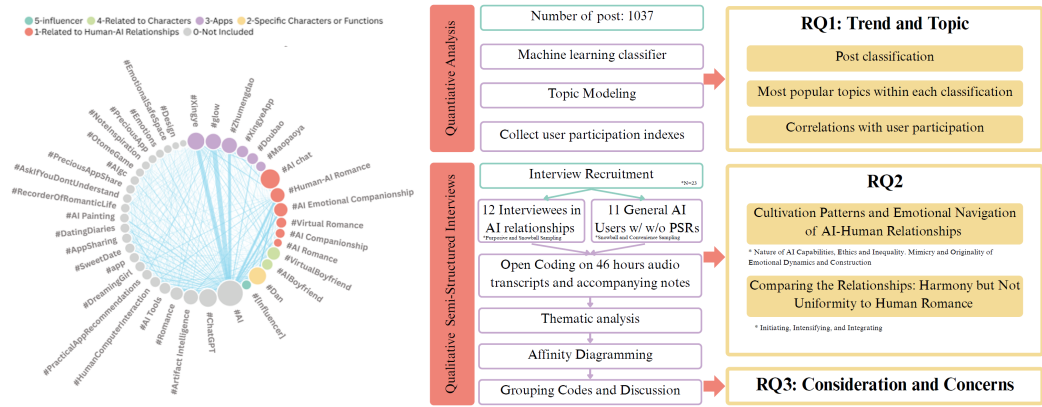 5-influencer 4-Related to Characters 3-Apps 2-Specific Characters or Functions
1-Related to Human-AI Relationships 0-Not Included
#Xingye
#glow
#Zhumengdao
#XingyeApp
#Doubao
#Maopaoya
#AI chat
#Human-AI Romance
#AI Emotional Companionship
#Virtual Romance
#AI Companionship
#AI Romance
#VirtualBoyfriend
#AIBoyfriend
#Dan
#[Influencer]
#AI
#ChatGPT
#Artifact Intelligence
#Romance
#AI Tools
#HumanComputerInteraction
#PracticalAppRecommendations
#DreamingGirl
#app
#SweetDate
#AppSharing
#DatingDiaries
#AI Painting
#RecorderOfRomanticLife
#AskIfYouDontUnderstand
#PreciousAppShare
#AIgc
#OtomeGame
#NoteInspiration
#PreciousApp
#Emotions
#EmotionalSafeSpace
#Design
Quantiative Analysis
Number of post: 1037
Machine learning classifier
Topic Modeling
Collect user participation indexes
RQ1: Trend and Topic
Post classification
Most popular topics within each classification
Correlations with user participation
Qualitative Semi-Structured Interviews
Interview Recruitment
*N=23
12 Interviewees in
AI relationships
*Purposive and Snowball Sampling
11 General AI
Users w/ w/o PSRs
*Snowball and Convenience Sampling
Open Coding on 46 hours audio
transcripts and accompanying notes
Thematic analysis
Affinity Diagramming
Grouping Codes and Discussion
RQ2
Cultivation Patterns and Emotional Navigation
of AI-Human Relationships
* Nature of AI Capabilities, Ethics and Inequality. Mimicry and Originality of
Emotional Dynamics and Construction
Comparing the Relationships: Harmony but Not
Uniformity to Human Romance
* Initiating, Intensifying, and Integrating
RQ3: Consideration and Concerns